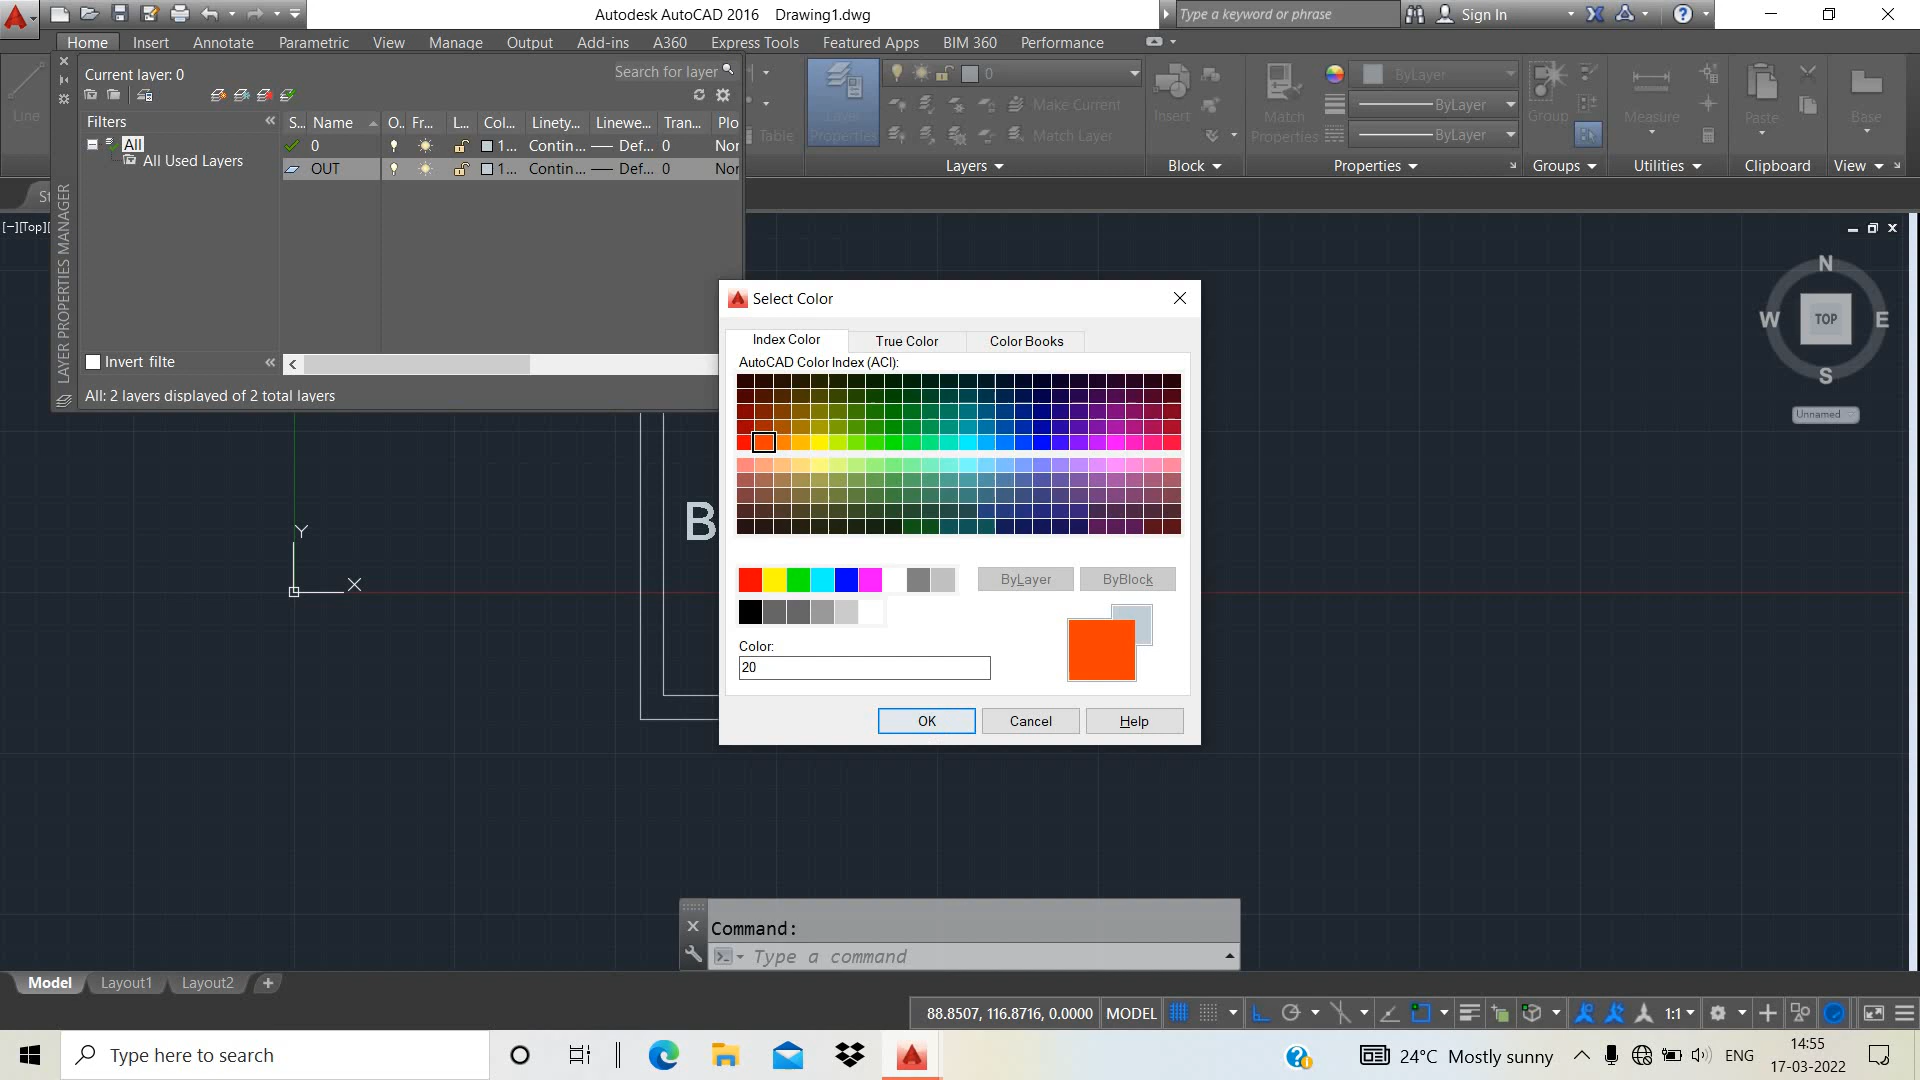 Autodesk AutoCAD 2016 Drawing1.dwg
Type a keyword or phrase
Sign In
Home Insert Annotate Parametric View Manage Output Add-ins A360 Express Tools Featured Apps BIM 360 Performance
Current layer: 0
Search for layer
Filters
S.. Name O. Fr... L... Col... Linety... Linewe... Tran... Plo
All
0 1... Contin... Def... 0 Nor
All Used Layers
OUT 1... Contin... Def... 0 Nor
Invert filte
All: 2 layers displayed of 2 total layers
LAYER PROPERTIES MANAGER
Line
Table
Layer Properties
0
Make Current
Match Layer
Layers
Insert
Block
Match Properties
ByLayer
ByLayer
ByLayer
Properties
Group
Groups
Measure
Utilities
Paste
Clipboard
Base
View
St
[−][Top][
N
W TOP E
S
Unnamed
Y
X
B
Select Color
Index Color True Color Color Books
AutoCAD Color Index (ACI):
ByLayer ByBlock
Color:
20
OK Cancel Help
Command:
Type a command
Model Layout1 Layout2 +
88.8507, 116.8716, 0.0000 MODEL 1:1
Type here to search
24°C Mostly sunny
ENG
14:55
17-03-2022